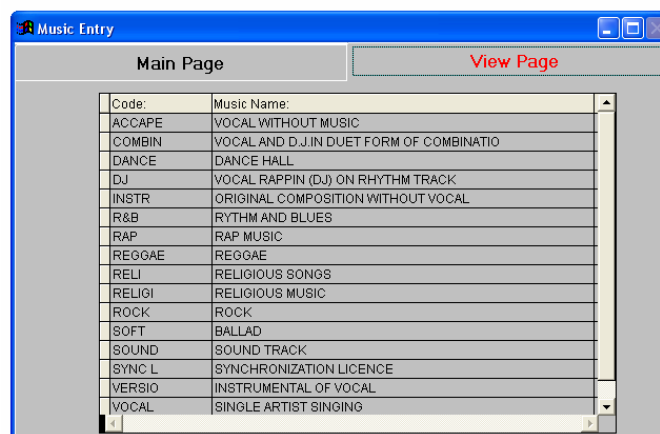 Music Entry
Main Page View Page
Code: Music Name:
ACCAPE VOCAL WITHOUT MUSIC
COMBIN VOCAL AND D.J.IN DUET FORM OF COMBINATIO
DANCE DANCE HALL
DJ VOCAL RAPPIN (DJ) ON RHYTHM TRACK
INSTR ORIGINAL COMPOSITION WITHOUT VOCAL
R&B RYTHM AND BLUES
RAP RAP MUSIC
REGGAE REGGAE
RELI RELIGIOUS SONGS
RELIGI RELIGIOUS MUSIC
ROCK ROCK
SOFT BALLAD
SOUND SOUND TRACK
SYNC L SYNCHRONIZATION LICENCE
VERSIO INSTRUMENTAL OF VOCAL
VOCAL SINGLE ARTIST SINGING